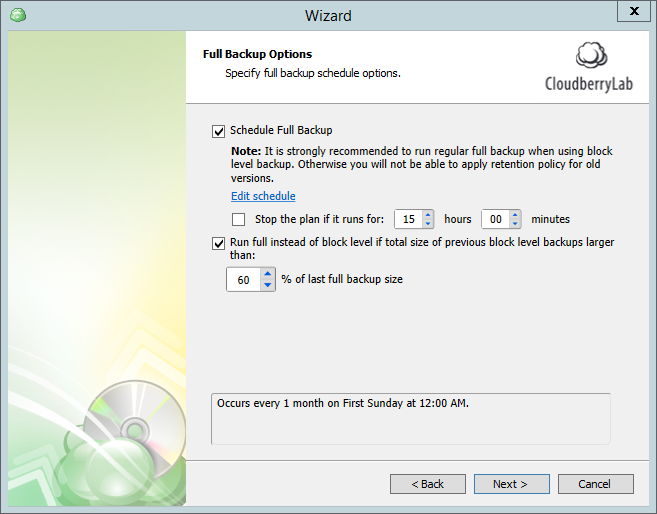 Wizard
x
Full Backup Options
Specify full backup schedule options.
CloudberryLab
Schedule Full Backup
Note: It is strongly recommended to run regular full backup when using block
level backup. Otherwise you will not be able to apply retention policy for old
versions.
Edit schedule
Stop the plan if it runs for: 15 hours 00 minutes
Run full instead of block level if total size of previous block level backups larger
than:
60 % of last full backup size
Occurs every 1 month on First Sunday at 12:00 AM.
< Back Next > Cancel